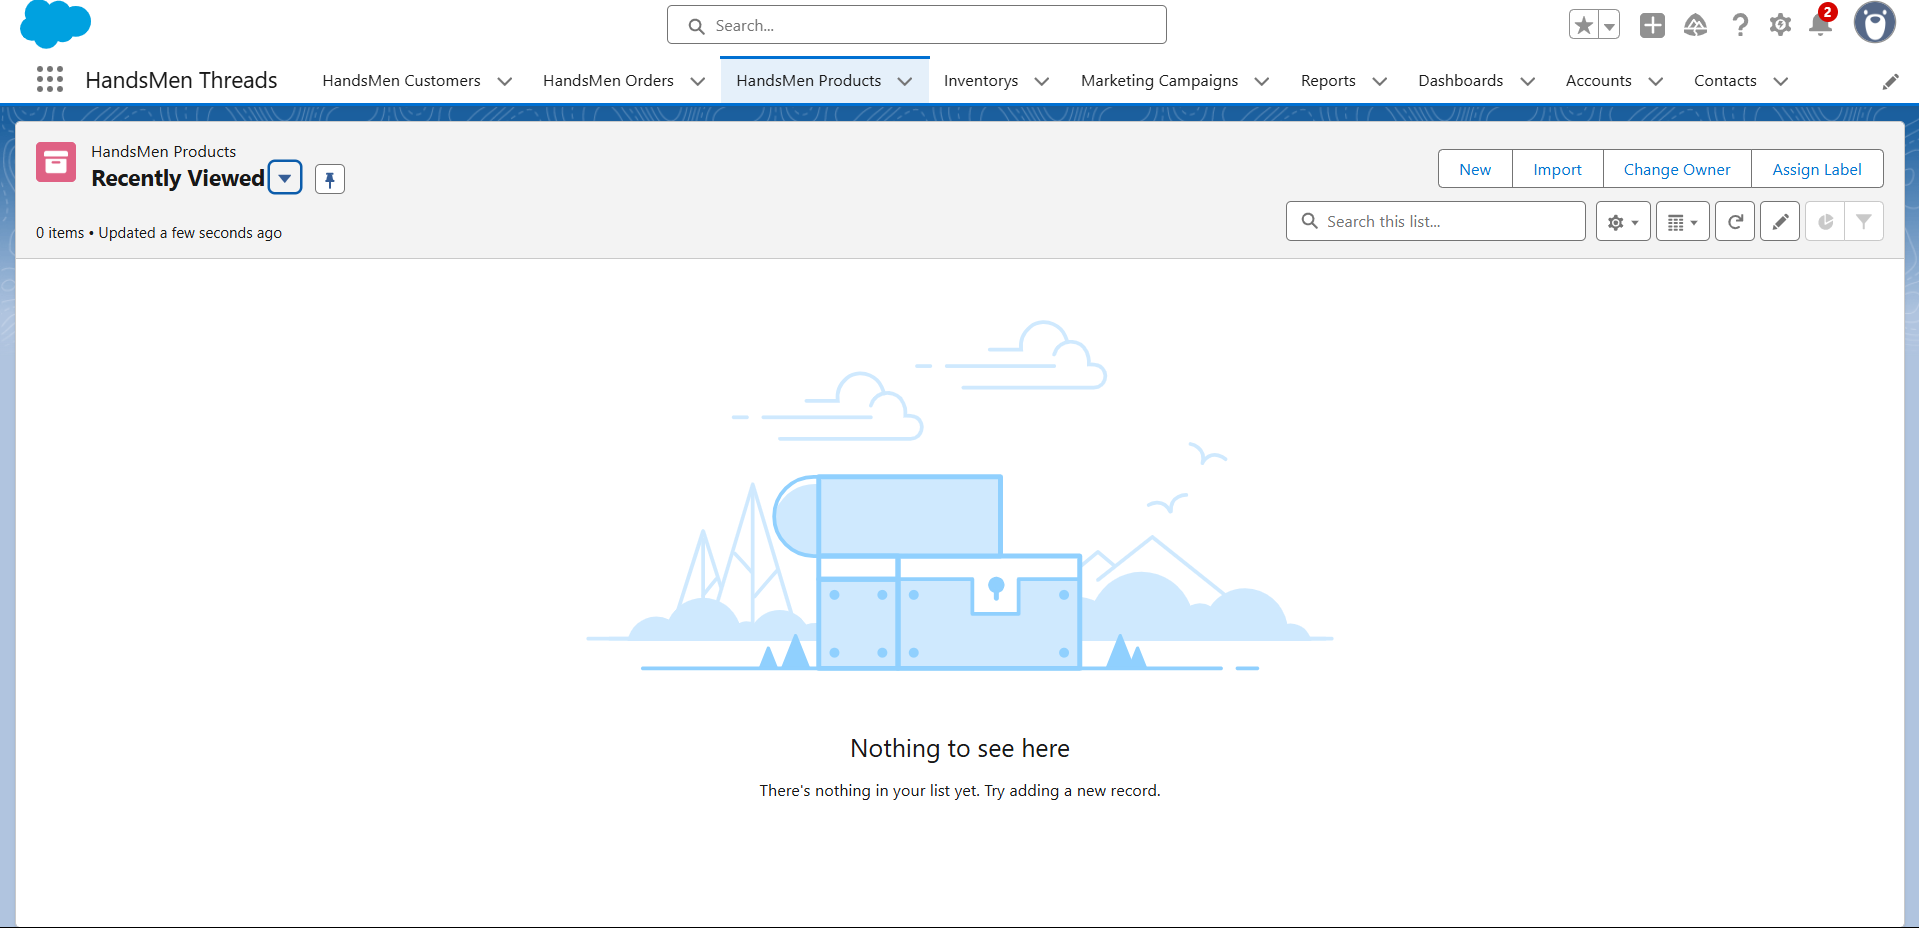 Search...
2
HandsMen Threads
HandsMen Customers
HandsMen Orders
HandsMen Products
Inventorys
Marketing Campaigns
Reports
Dashboards
Accounts
Contacts
HandsMen Products
Recently Viewed
New
Import
Change Owner
Assign Label
0 items • Updated a few seconds ago
Search this list...
Nothing to see here
There's nothing in your list yet. Try adding a new record.